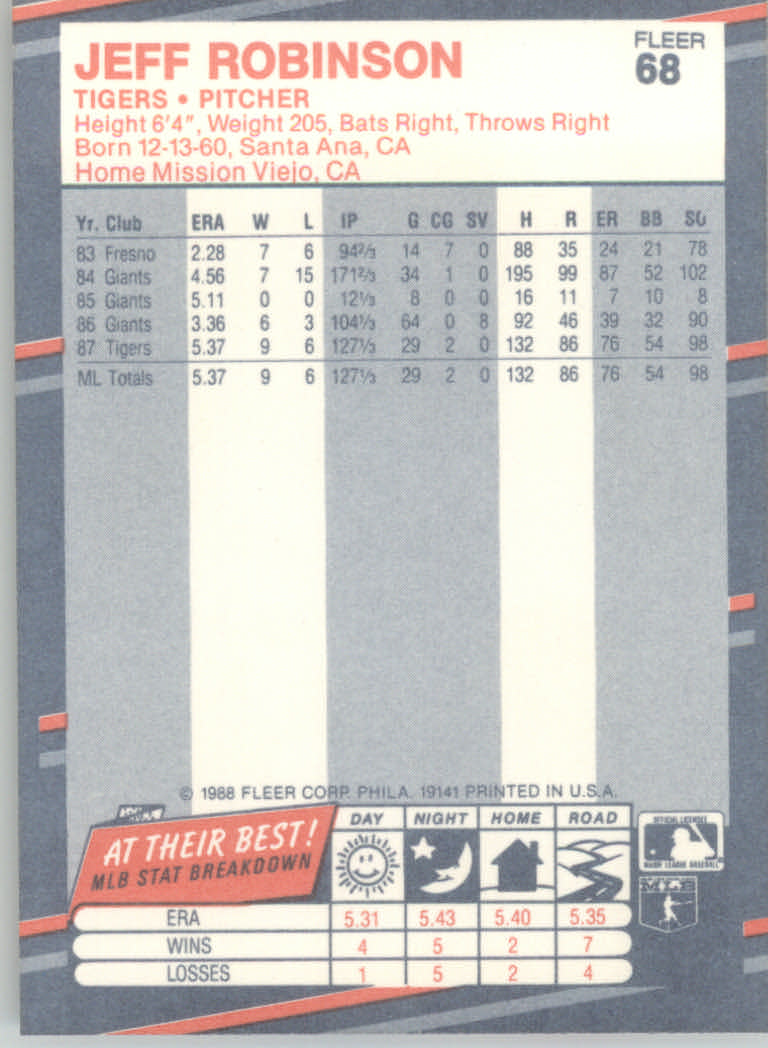 JEFF ROBINSON
FLEER
68
TIGERS • PITCHER
Height 6'4", Weight 205, Bats Right, Throws Right
Born 12-13-60, Santa Ana, CA
Home Mission Viejo, CA
Yr. Club ERA W L IP G CG SV H R ER BB SO
83 Fresno 2.28 7 6 94⅔ 14 7 0 88 35 24 21 78
84 Giants 4.56 7 15 171⅔ 34 1 0 195 99 87 52 102
85 Giants 5.11 0 0 12⅓ 8 0 0 16 11 7 10 8
86 Giants 3.36 6 3 104⅓ 64 0 8 92 46 39 32 90
87 Tigers 5.37 9 6 127⅓ 29 2 0 132 86 76 54 98
ML Totals 5.37 9 6 127⅓ 29 2 0 132 86 76 54 98
© 1988 FLEER CORP. PHILA. 19141 PRINTED IN U.S.A.
AT THEIR BEST!
MLB STAT BREAKDOWN
DAY NIGHT HOME ROAD
OFFICIAL LICENSEE
MAJOR LEAGUE BASEBALL
MLB
ERA 5.31 5.43 5.40 5.35
WINS 4 5 2 7
LOSSES 1 5 2 4